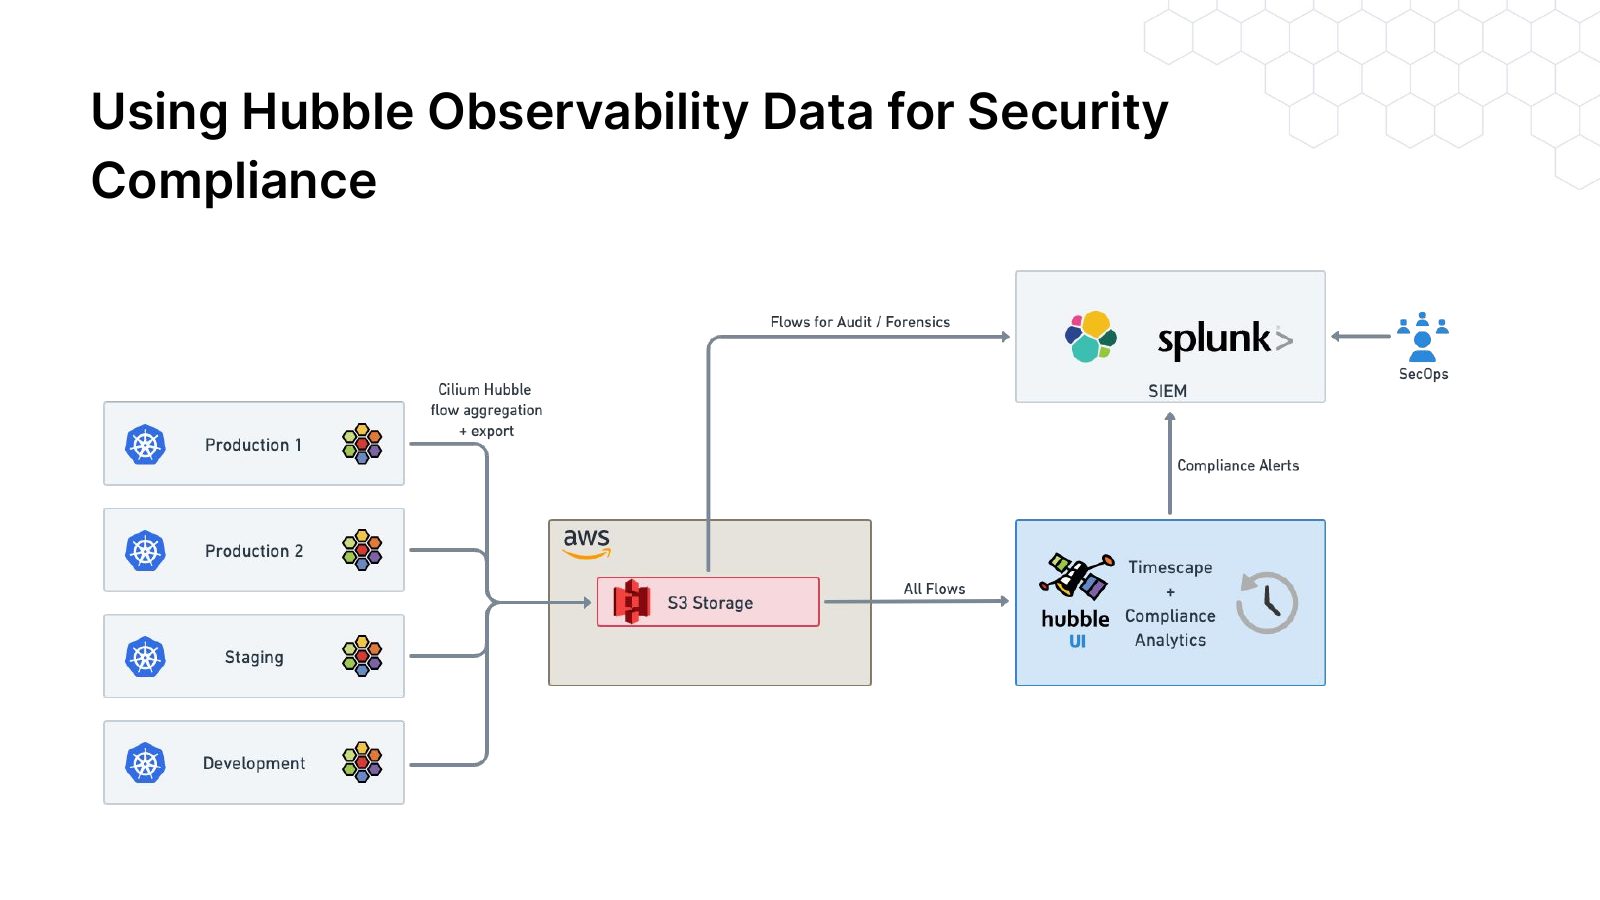 Using Hubble Observability Data for Security
Compliance
Flows for Audit / Forensics
splunk>
SIEM
SecOps
Cilium Hubble
flow aggregation
+ export
Production 1
Production 2
Staging
Development
aws
S3 Storage
All Flows
Compliance Alerts
hubble
UI
Timescape
+
Compliance
Analytics